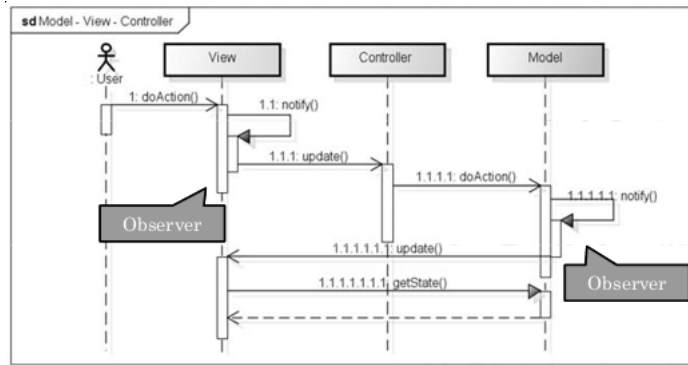 sd Model - View - Controller
: User
View
Controller
Model
1: doAction()
1.1: notify()
1.1.1: update()
1.1.1.1: doAction()
1.1.1.1.1: notify()
Observer
1.1.1.1.1.1: update()
Observer
1.1.1.1.1.1.1: getState()